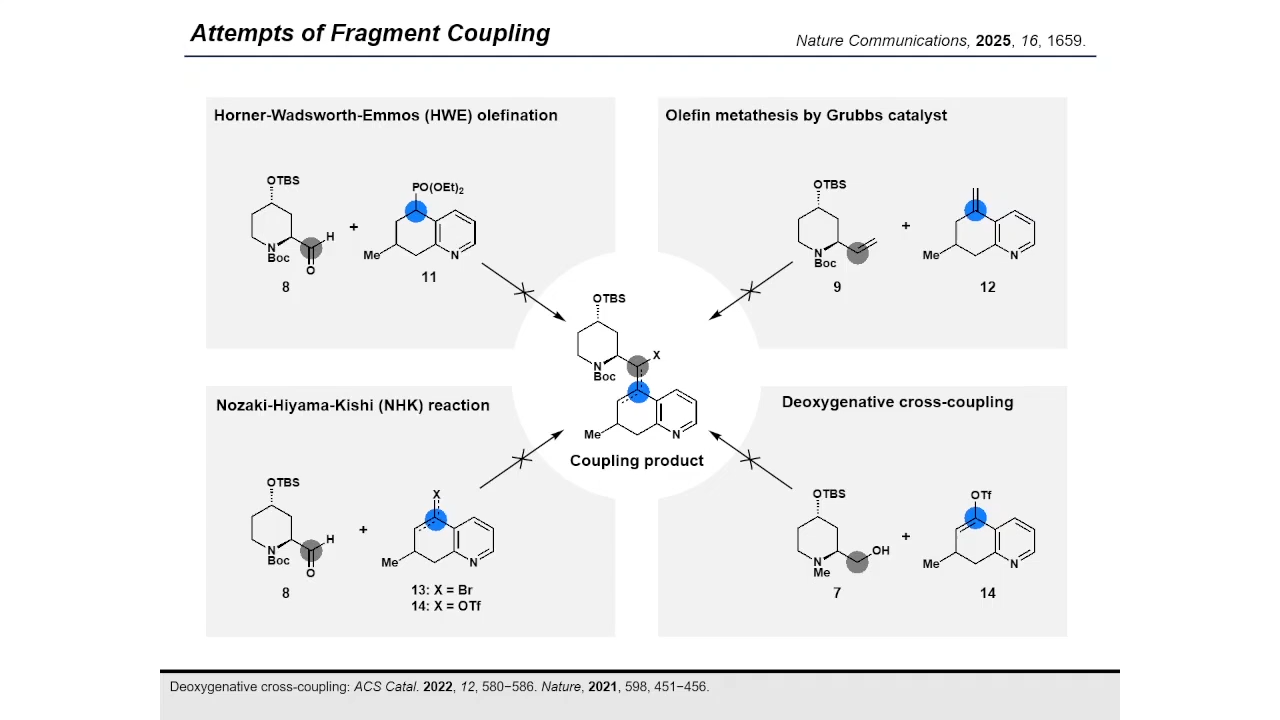 Attempts of Fragment Coupling
Nature Communications, 2025, 16, 1659.
Horner-Wadsworth-Emmos (HWE) olefination
OTBS
N
Boc
H
O
8
+
PO(OEt)2
Me
N
11
Olefin metathesis by Grubbs catalyst
OTBS
N
Boc
9
+
Me
N
12
OTBS
N
Boc
X
Me
N
Coupling product
Nozaki-Hiyama-Kishi (NHK) reaction
OTBS
N
Boc
H
O
8
+
X
Me
N
13: X = Br
14: X = OTf
Deoxygenative cross-coupling
OTBS
N
Me
OH
7
+
OTf
Me
N
14
Deoxygenative cross-coupling: ACS Catal. 2022, 12, 580−586. Nature, 2021, 598, 451−456.